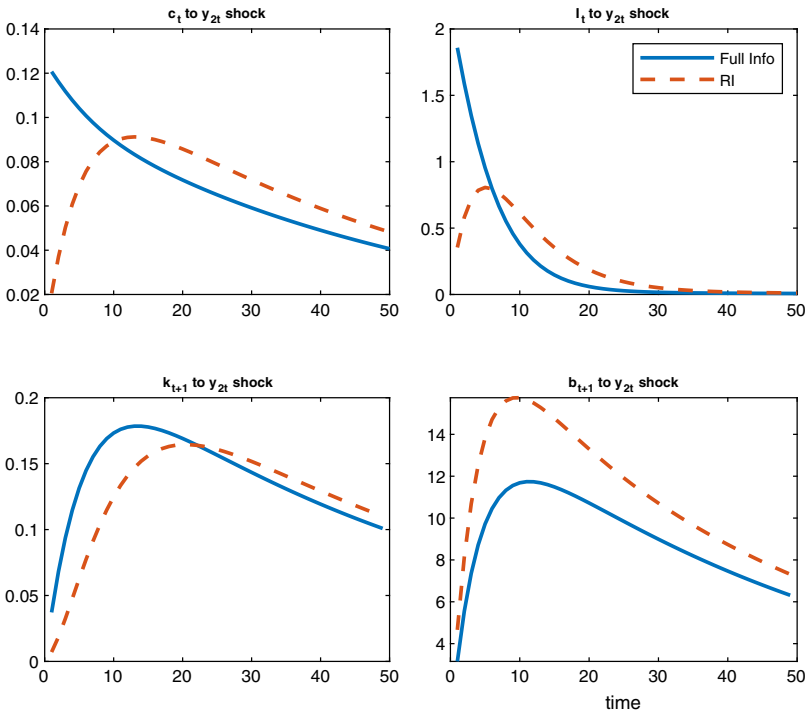 c_t to y_2t shock
0.14
0.12
0.1
0.08
0.06
0.04
0.02
0 10 20 30 40 50
I_t to y_2t shock
Full Info
RI
2
1.5
1
0.5
0
0 10 20 30 40 50
k_t+1 to y_2t shock
0.2
0.15
0.1
0.05
0
0 10 20 30 40 50
b_t+1 to y_2t shock
14
12
10
8
6
4
0 10 20 30 40 50
time